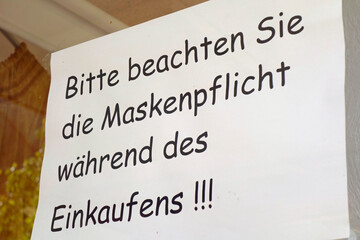 Bitte beachten Sie
die Maskenpflicht
während des
Einkaufens !!!